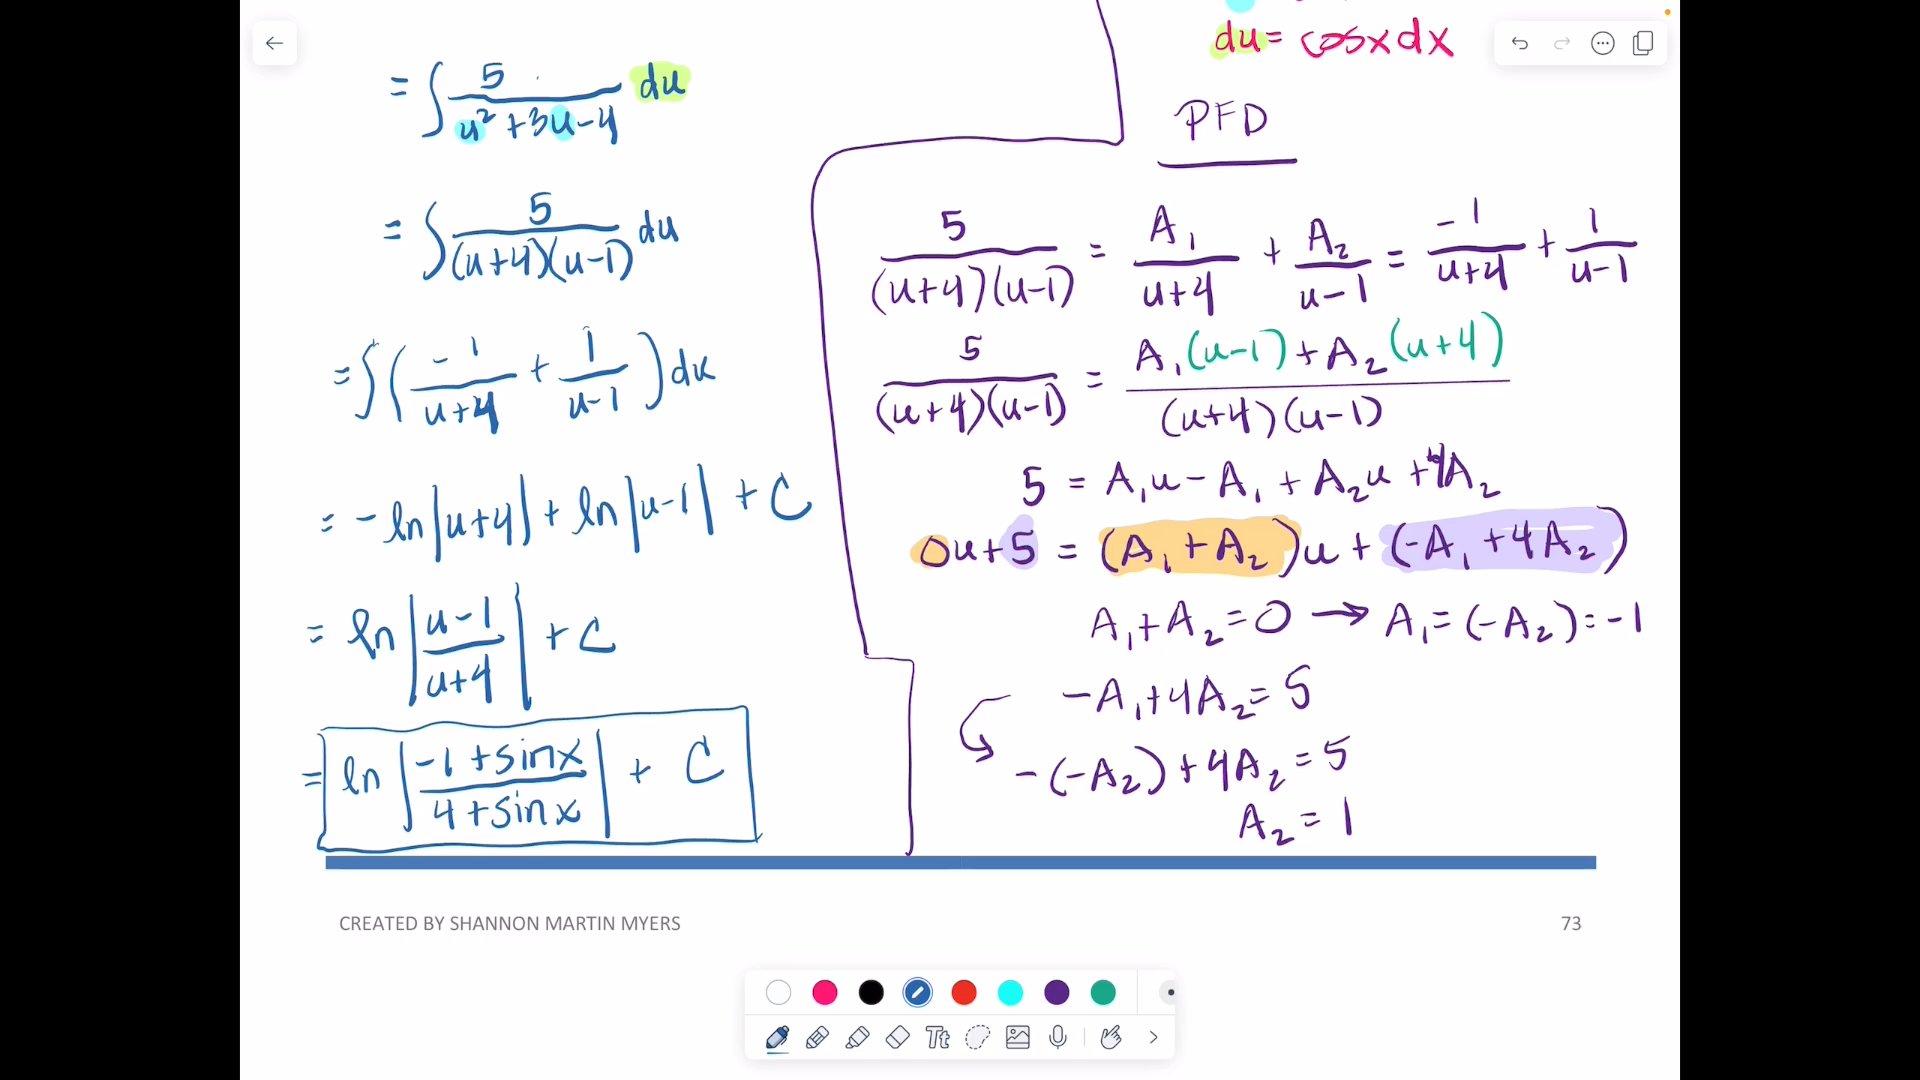 = ∫ 5/(u² + 3u - 4) du
= ∫ 5/((u+4)(u-1)) du
= ∫ ( -1/(u+4) + 1/(u-1) ) du
= -ln|u+4| + ln|u-1| + C
= ln |(u-1)/(u+4)| + C
= ln |(-1+sinx)/(4+sinx)| + C
du = cosx dx
PFD
5/((u+4)(u-1)) = A₁/(u+4) + A₂/(u-1) = -1/(u+4) + 1/(u-1)
5/((u+4)(u-1)) = (A₁(u-1) + A₂(u+4))/((u+4)(u-1))
5 = A₁u - A₁ + A₂u + 4A₂
0u + 5 = (A₁ + A₂)u + (-A₁ + 4A₂)
A₁ + A₂ = 0 → A₁ = (-A₂) = -1
-A₁ + 4A₂ = 5
-(-A₂) + 4A₂ = 5
A₂ = 1
CREATED BY SHANNON MARTIN MYERS
73
Tt